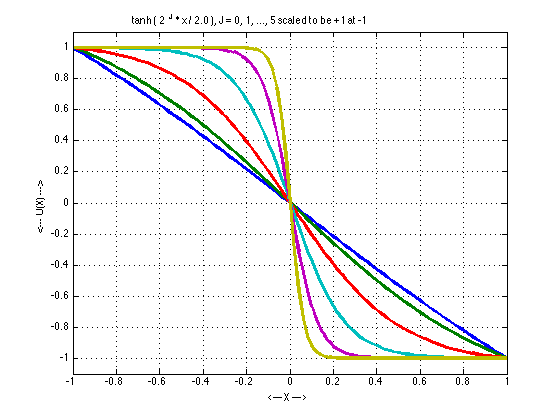 tanh ( 2 ^J * x / 2.0 ), J = 0, 1, ..., 5 scaled to be + 1 at -1
1
0.8
0.6
0.4
0.2
0
-0.2
-0.4
-0.6
-0.8
-1
<-- U(X) -->
-1 -0.8 -0.6 -0.4 -0.2 0 0.2 0.4 0.6 0.8 1
<--- X --->